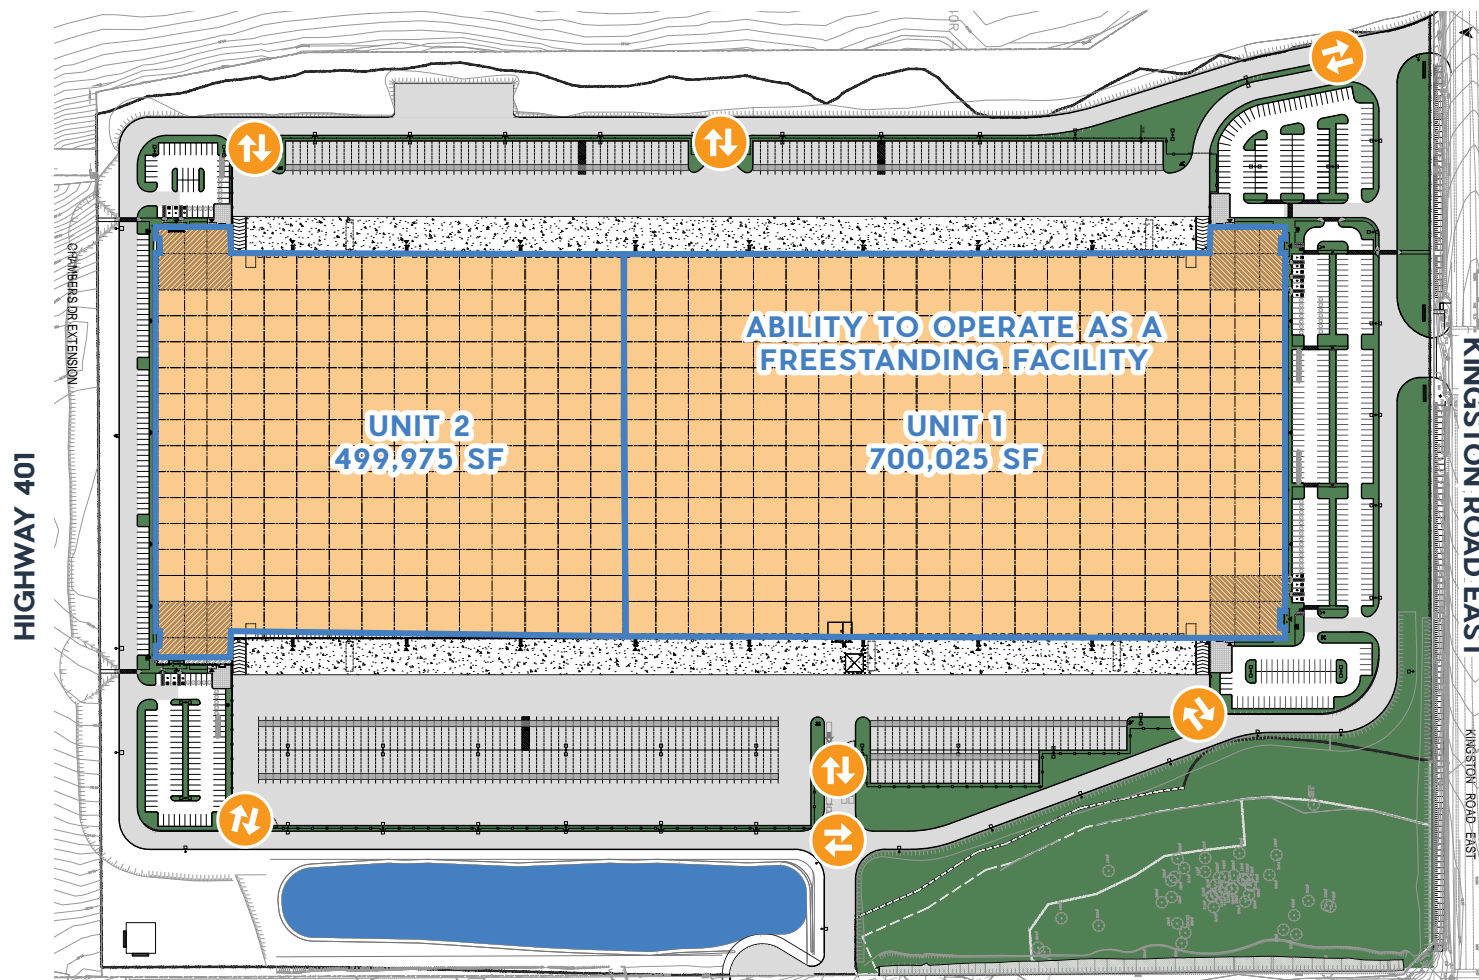 ABILITY TO OPERATE AS A
FREESTANDING FACILITY
UNIT 2
499,975 SF
UNIT 1
700,025 SF
HIGHWAY 401
CHAMBERS DR.EXTENSION
KINGSTON ROAD EAST
KINGSTON ROAD EAST